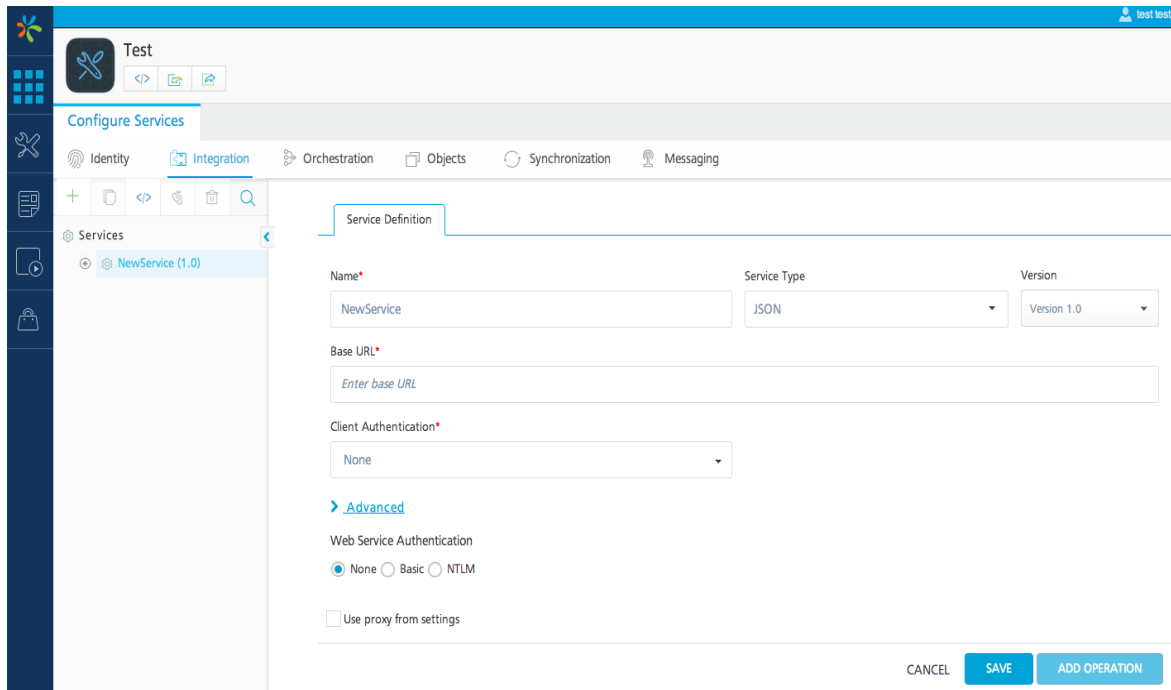 test test
Test
</>
Configure Services
Identity Integration Orchestration Objects Synchronization Messaging
</>
Services
NewService (1.0)
Service Definition
Name* Service Type Version
NewService JSON Version 1.0
Base URL*
Enter base URL
Client Authentication*
None
Advanced
Web Service Authentication
None Basic NTLM
Use proxy from settings
CANCEL SAVE ADD OPERATION